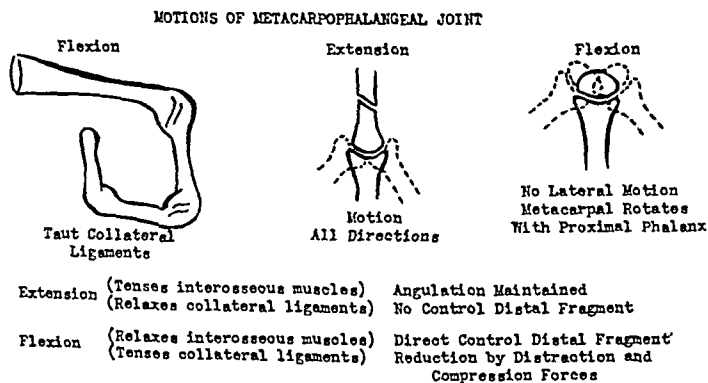 MOTIONS OF METACARPOPHALANGEAL JOINT
Flexion
Extension
Flexion
Taut Collateral
Ligaments
Motion
All Directions
No Lateral Motion
Metacarpal Rotates
With Proximal Phalanx
Extension (Tenses interosseous muscles) Angulation Maintained
(Relaxes collateral ligaments) No Control Distal Fragment
Flexion (Relaxes interosseous muscles) Direct Control Distal Fragment
(Tenses collateral ligaments) Reduction by Distraction and
Compression Forces